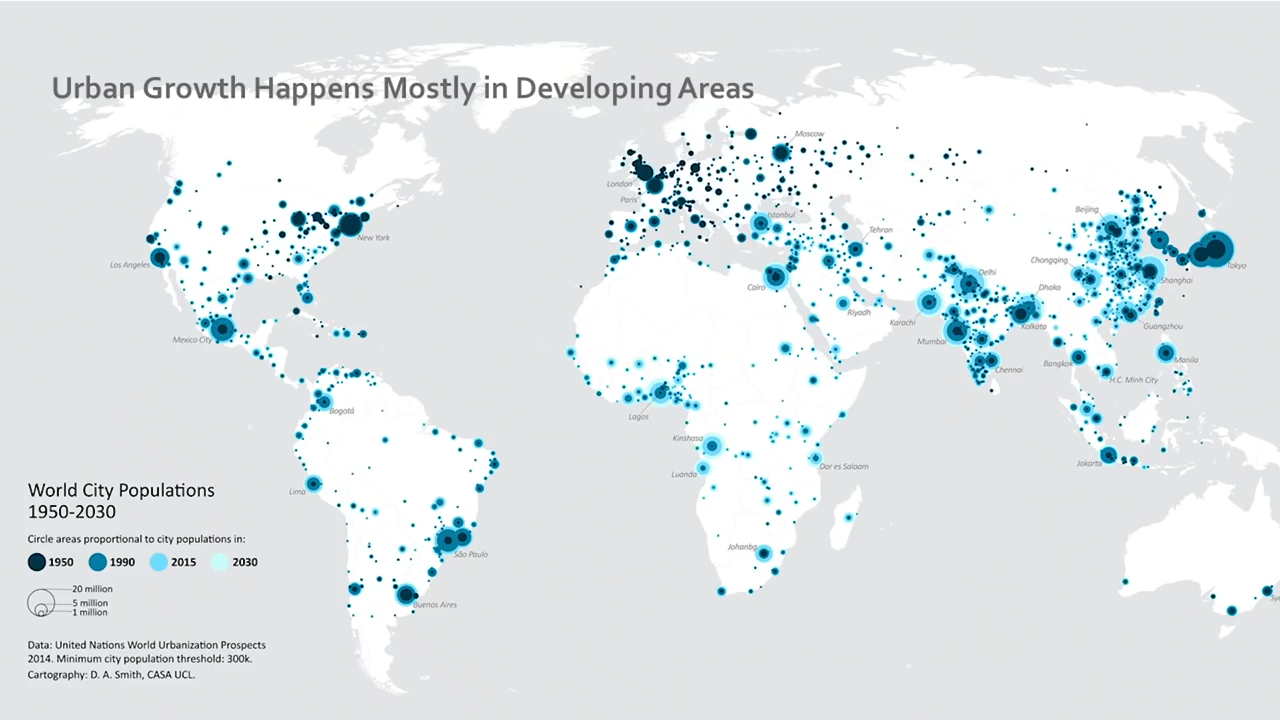 Urban Growth Happens Mostly in Developing Areas
Moscow
London
Paris
Istanbul
Beijing
New York
Tehran
Los Angeles
Chongqing
Tokyo
Delhi
Shanghai
Cairo
Dhaka
Riyadh
Karachi
Kolkata
Guangzhou
Mexico City
Mumbai
Bangkok
Manila
Chennai
H.C. Minh City
Bogotá
Lagos
Kinshasa
Jakarta
Dar es Salaam
Luanda
Lima
Johanbg
São Paulo
Buenos Aires
World City Populations
1950-2030
Circle areas proportional to city populations in:
1950 1990 2015 2030
20 million
5 million
1 million
Data: United Nations World Urbanization Prospects
2014. Minimum city population threshold: 300k.
Cartography: D. A. Smith, CASA UCL.